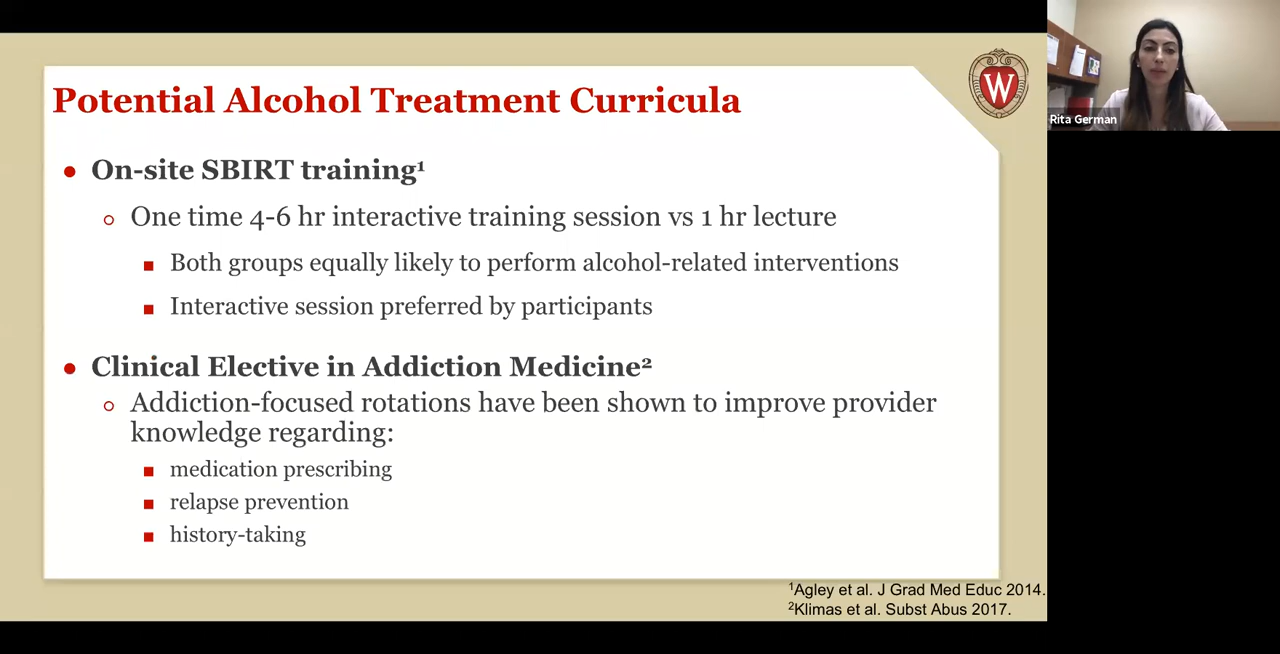 Potential Alcohol Treatment Curricula
W
Rita German
● On-site SBIRT training¹
○ One time 4-6 hr interactive training session vs 1 hr lecture
■ Both groups equally likely to perform alcohol-related interventions
■ Interactive session preferred by participants
● Clinical Elective in Addiction Medicine²
○ Addiction-focused rotations have been shown to improve provider
knowledge regarding:
■ medication prescribing
■ relapse prevention
■ history-taking
¹Agley et al. J Grad Med Educ 2014.
²Klimas et al. Subst Abus 2017.